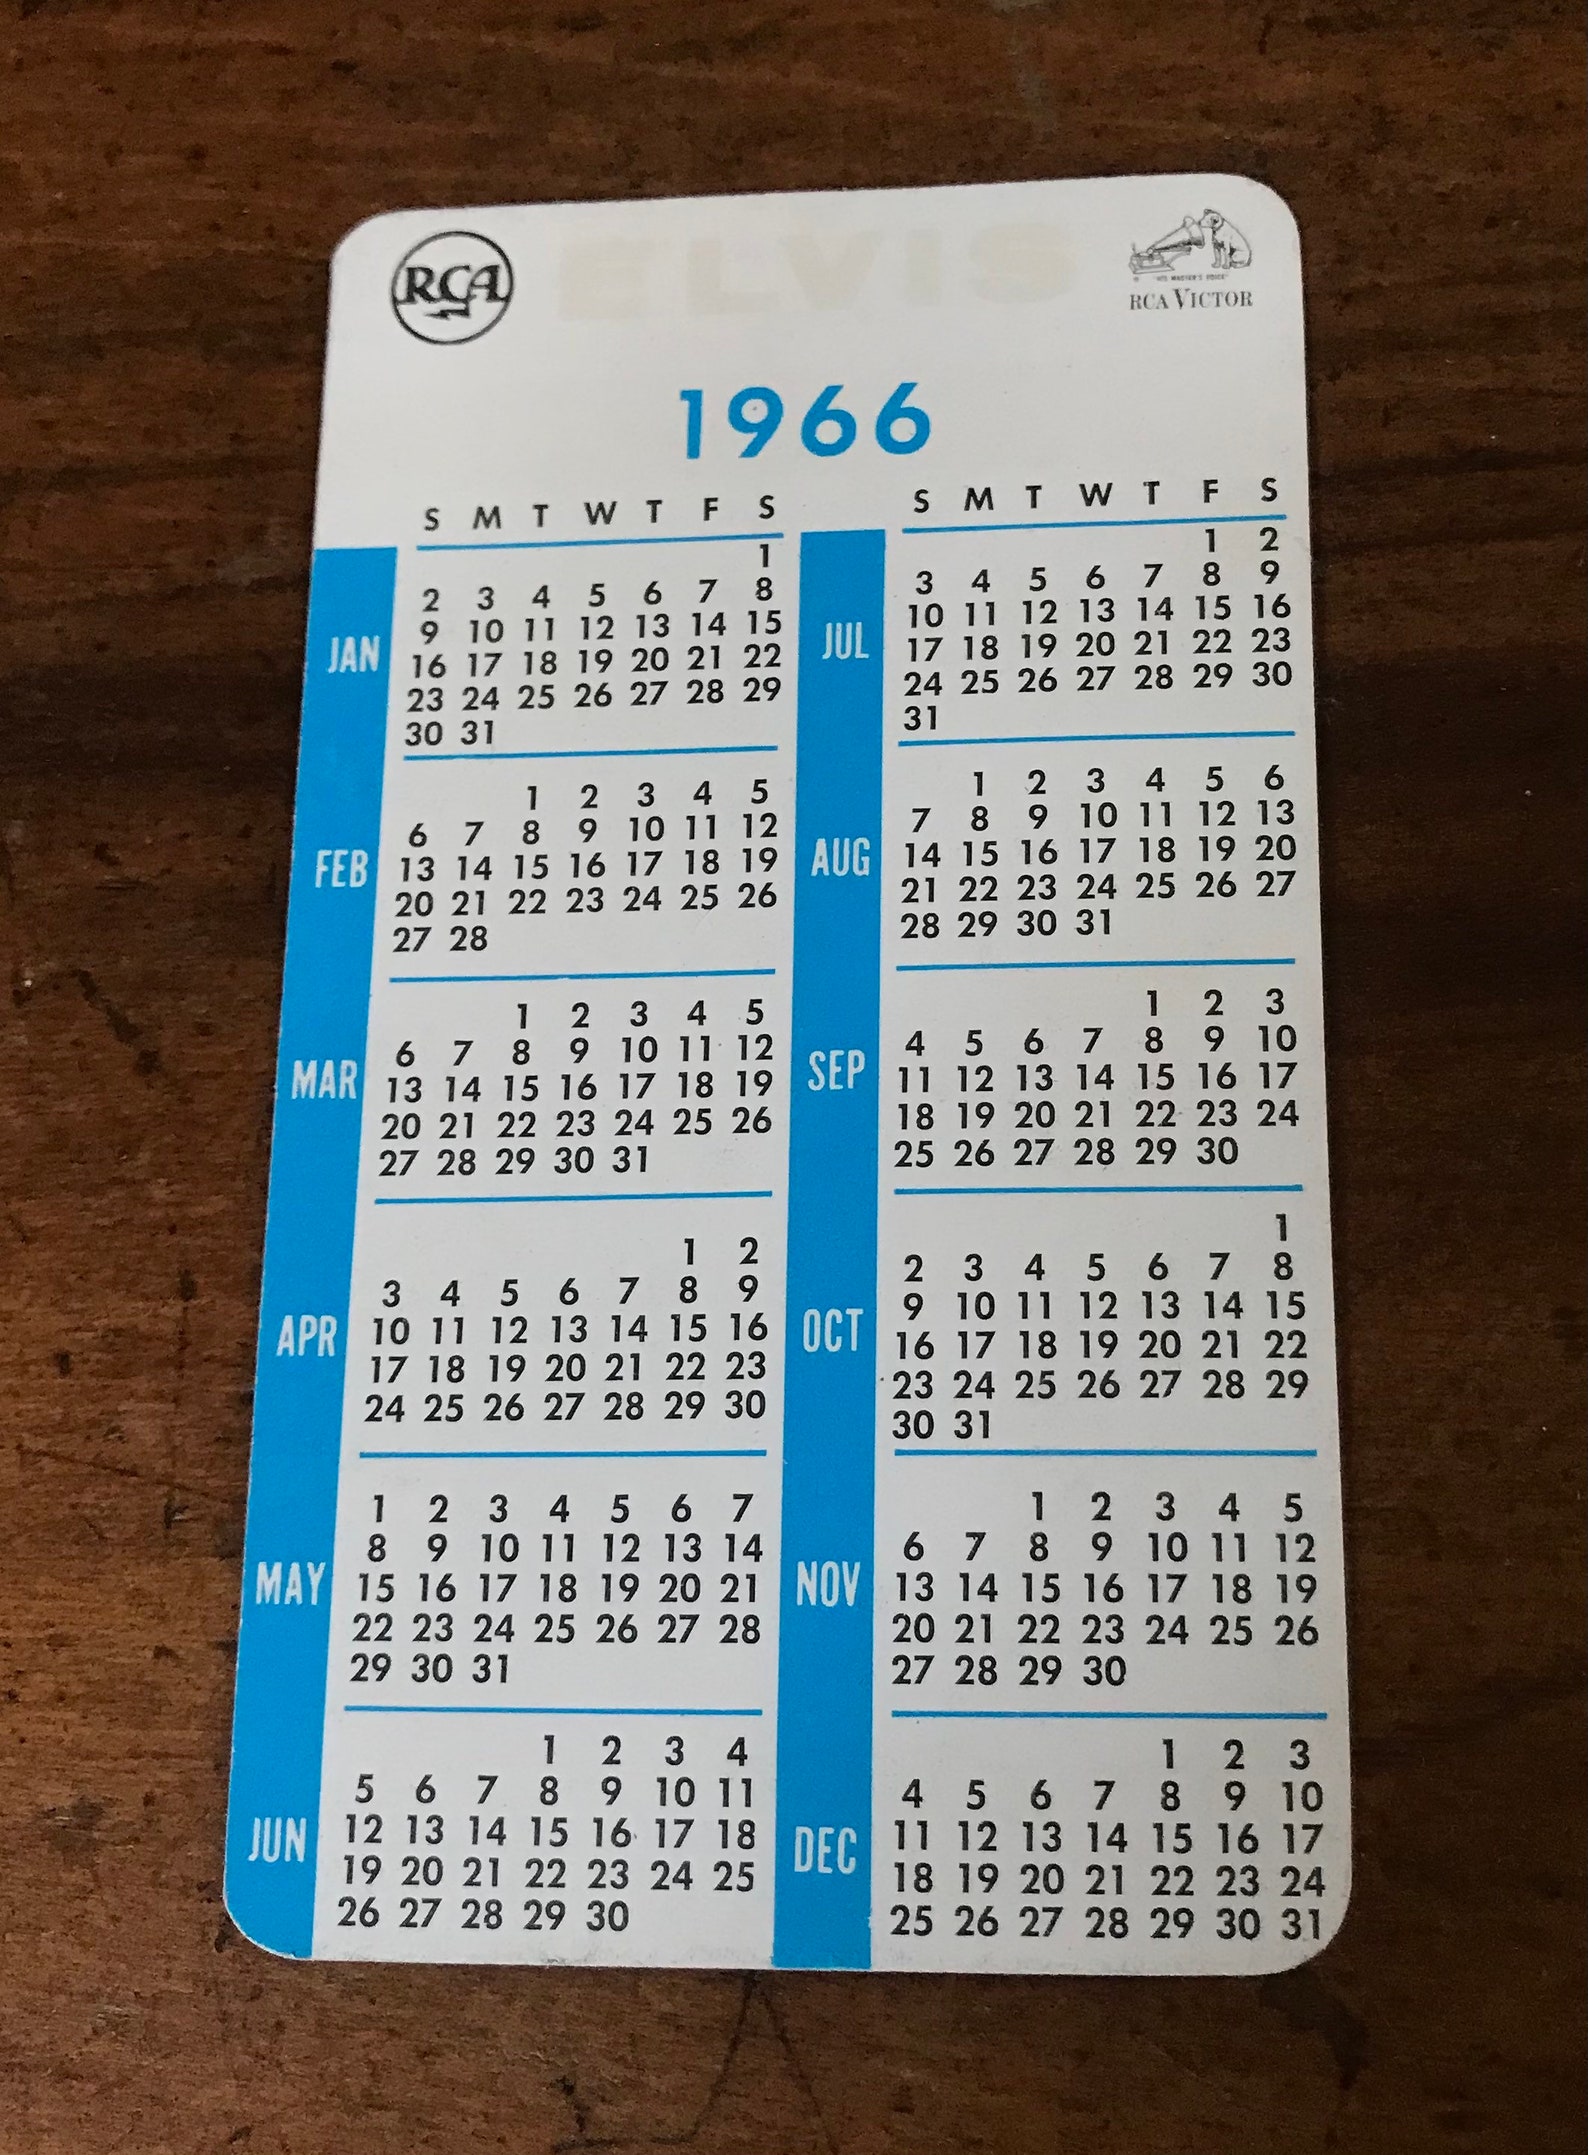 RCA
ELVIS
"HIS MASTER'S VOICE"
RCA VICTOR
1966
S M T W T F S
JAN
1
2 3 4 5 6 7 8
9 10 11 12 13 14 15
16 17 18 19 20 21 22
23 24 25 26 27 28 29
30 31
FEB
1 2 3 4 5
6 7 8 9 10 11 12
13 14 15 16 17 18 19
20 21 22 23 24 25 26
27 28
MAR
1 2 3 4 5
6 7 8 9 10 11 12
13 14 15 16 17 18 19
20 21 22 23 24 25 26
27 28 29 30 31
APR
1 2
3 4 5 6 7 8 9
10 11 12 13 14 15 16
17 18 19 20 21 22 23
24 25 26 27 28 29 30
MAY
1 2 3 4 5 6 7
8 9 10 11 12 13 14
15 16 17 18 19 20 21
22 23 24 25 26 27 28
29 30 31
JUN
1 2 3 4
5 6 7 8 9 10 11
12 13 14 15 16 17 18
19 20 21 22 23 24 25
26 27 28 29 30
S M T W T F S
JUL
1 2
3 4 5 6 7 8 9
10 11 12 13 14 15 16
17 18 19 20 21 22 23
24 25 26 27 28 29 30
31
AUG
1 2 3 4 5 6
7 8 9 10 11 12 13
14 15 16 17 18 19 20
21 22 23 24 25 26 27
28 29 30 31
SEP
1 2 3
4 5 6 7 8 9 10
11 12 13 14 15 16 17
18 19 20 21 22 23 24
25 26 27 28 29 30
OCT
1
2 3 4 5 6 7 8
9 10 11 12 13 14 15
16 17 18 19 20 21 22
23 24 25 26 27 28 29
30 31
NOV
1 2 3 4 5
6 7 8 9 10 11 12
13 14 15 16 17 18 19
20 21 22 23 24 25 26
27 28 29 30
DEC
1 2 3
4 5 6 7 8 9 10
11 12 13 14 15 16 17
18 19 20 21 22 23 24
25 26 27 28 29 30 31